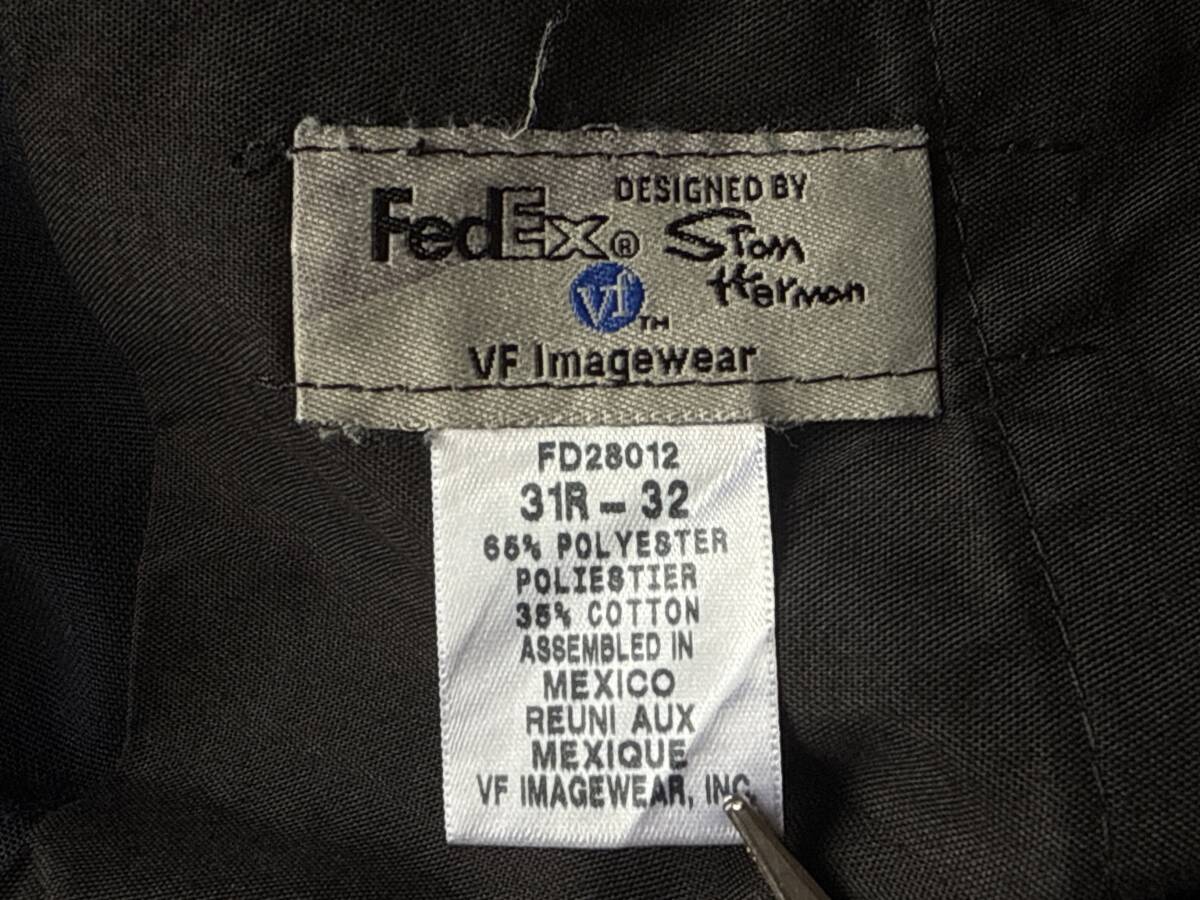 FedEx® DESIGNED BY
Stan
Herman
vf TM
VF Imagewear
FD28012
31R - 32
65% POLYESTER
POLIESTIER
35% COTTON
ASSEMBLED IN
MEXICO
REUNI AUX
MEXIQUE
VF IMAGEWEAR, INC.